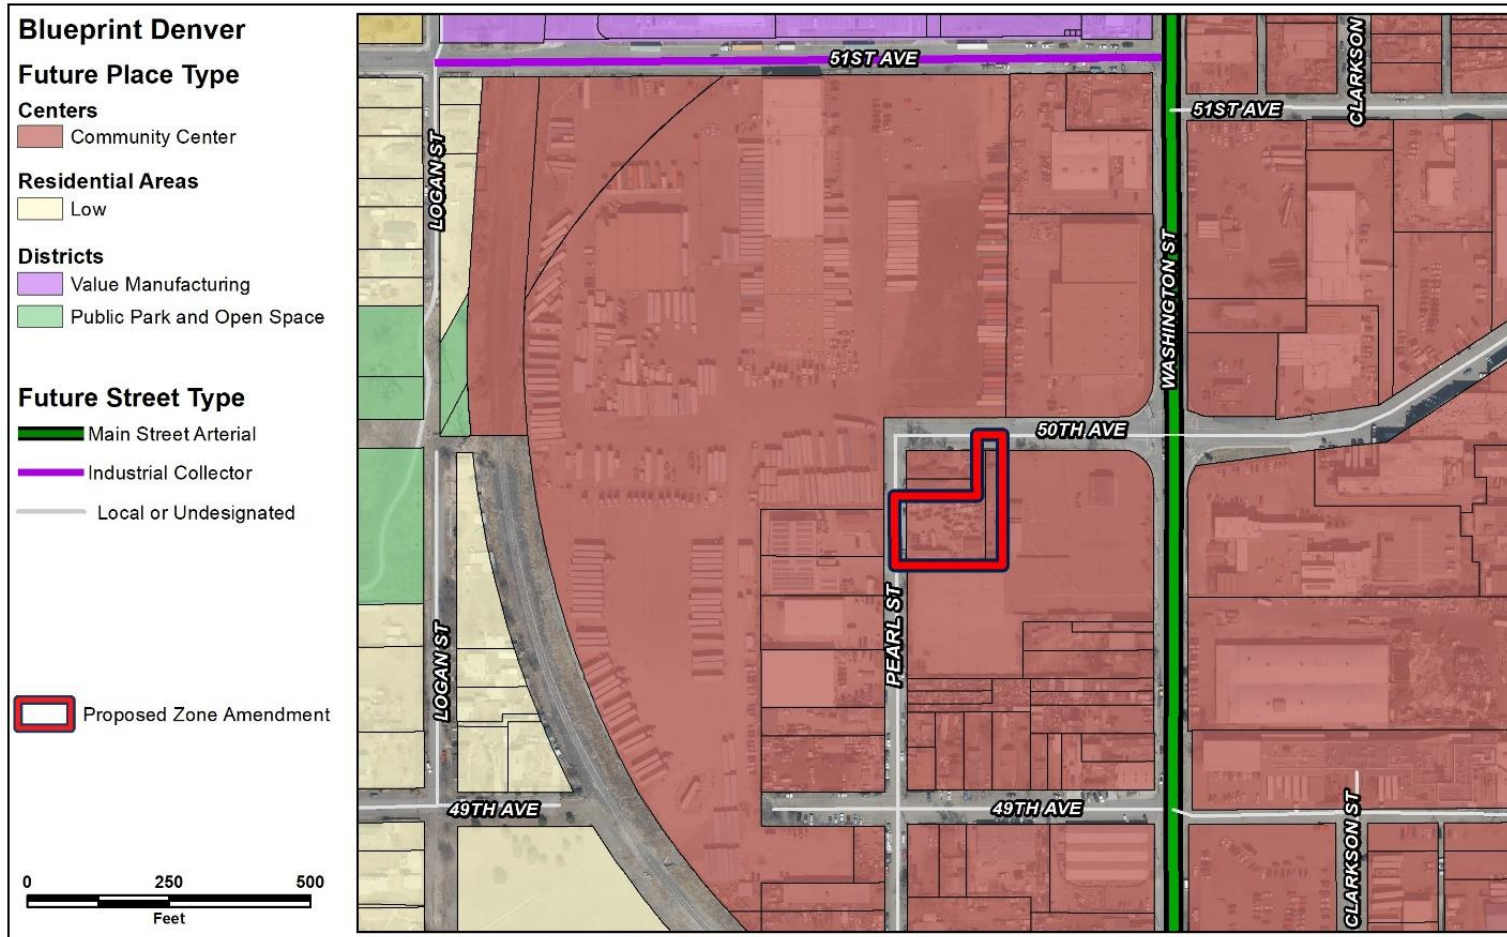 Blueprint Denver
Future Place Type
Centers
Community Center
Residential Areas
Low
Districts
Value Manufacturing
Public Park and Open Space
Future Street Type
Main Street Arterial
Industrial Collector
Local or Undesignated
Proposed Zone Amendment
0 250 500
Feet
51ST AVE
51ST AVE
CLARKSON
LOGAN ST
WASHINGTON ST
50TH AVE
PEARL ST
LOGAN ST
49TH AVE
49TH AVE
CLARKSON ST